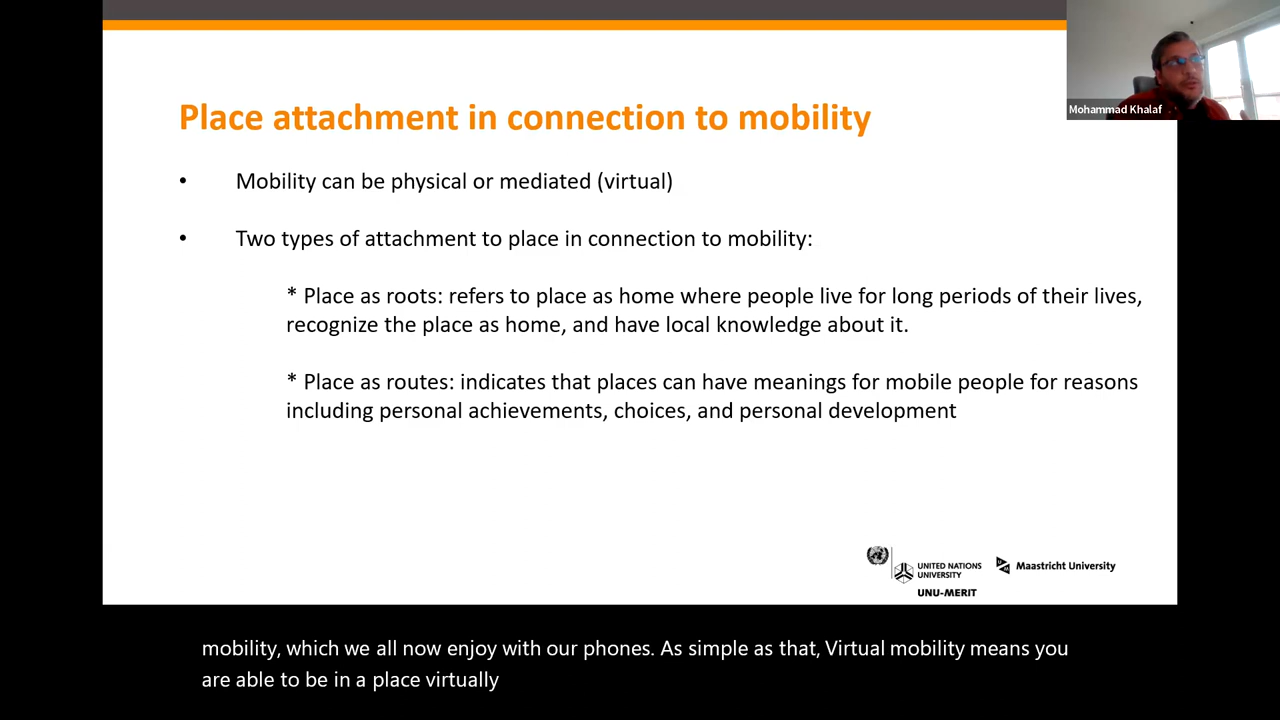 Mohammad Khalaf
Place attachment in connection to mobility
• Mobility can be physical or mediated (virtual)
• Two types of attachment to place in connection to mobility:
* Place as roots: refers to place as home where people live for long periods of their lives,
recognize the place as home, and have local knowledge about it.
* Place as routes: indicates that places can have meanings for mobile people for reasons
including personal achievements, choices, and personal development
UNITED NATIONS
UNIVERSITY
UNU-MERIT
Maastricht University
mobility, which we all now enjoy with our phones. As simple as that, Virtual mobility means you
are able to be in a place virtually